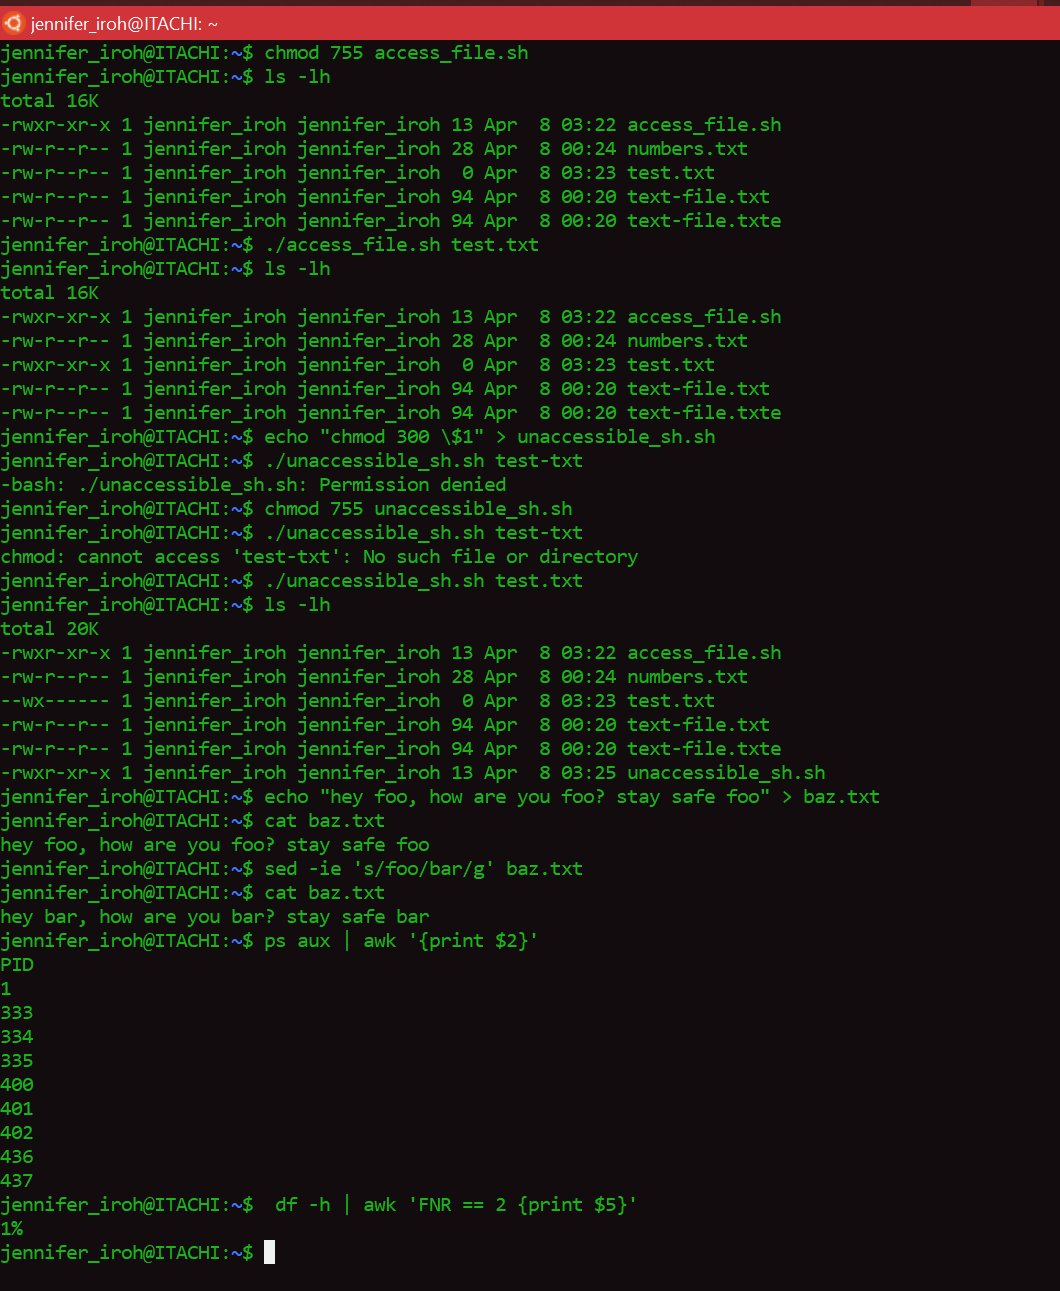 jennifer_iroh@ITACHI: ~
jennifer_iroh@ITACHI:~$ chmod 755 access_file.sh
jennifer_iroh@ITACHI:~$ ls -lh
total 16K
-rwxr-xr-x 1 jennifer_iroh jennifer_iroh 13 Apr  8 03:22 access_file.sh
-rw-r--r-- 1 jennifer_iroh jennifer_iroh 28 Apr  8 00:24 numbers.txt
-rw-r--r-- 1 jennifer_iroh jennifer_iroh  0 Apr  8 03:23 test.txt
-rw-r--r-- 1 jennifer_iroh jennifer_iroh 94 Apr  8 00:20 text-file.txt
-rw-r--r-- 1 jennifer_iroh jennifer_iroh 94 Apr  8 00:20 text-file.txte
jennifer_iroh@ITACHI:~$ ./access_file.sh test.txt
jennifer_iroh@ITACHI:~$ ls -lh
total 16K
-rwxr-xr-x 1 jennifer_iroh jennifer_iroh 13 Apr  8 03:22 access_file.sh
-rw-r--r-- 1 jennifer_iroh jennifer_iroh 28 Apr  8 00:24 numbers.txt
-rwxr-xr-x 1 jennifer_iroh jennifer_iroh  0 Apr  8 03:23 test.txt
-rw-r--r-- 1 jennifer_iroh jennifer_iroh 94 Apr  8 00:20 text-file.txt
-rw-r--r-- 1 jennifer_iroh jennifer_iroh 94 Apr  8 00:20 text-file.txte
jennifer_iroh@ITACHI:~$ echo "chmod 300 \$1" > unaccessible_sh.sh
jennifer_iroh@ITACHI:~$ ./unaccessible_sh.sh test-txt
-bash: ./unaccessible_sh.sh: Permission denied
jennifer_iroh@ITACHI:~$ chmod 755 unaccessible_sh.sh
jennifer_iroh@ITACHI:~$ ./unaccessible_sh.sh test-txt
chmod: cannot access 'test-txt': No such file or directory
jennifer_iroh@ITACHI:~$ ./unaccessible_sh.sh test.txt
jennifer_iroh@ITACHI:~$ ls -lh
total 20K
-rwxr-xr-x 1 jennifer_iroh jennifer_iroh 13 Apr  8 03:22 access_file.sh
-rw-r--r-- 1 jennifer_iroh jennifer_iroh 28 Apr  8 00:24 numbers.txt
--wx------ 1 jennifer_iroh jennifer_iroh  0 Apr  8 03:23 test.txt
-rw-r--r-- 1 jennifer_iroh jennifer_iroh 94 Apr  8 00:20 text-file.txt
-rw-r--r-- 1 jennifer_iroh jennifer_iroh 94 Apr  8 00:20 text-file.txte
-rwxr-xr-x 1 jennifer_iroh jennifer_iroh 13 Apr  8 03:25 unaccessible_sh.sh
jennifer_iroh@ITACHI:~$ echo "hey foo, how are you foo? stay safe foo" > baz.txt
jennifer_iroh@ITACHI:~$ cat baz.txt
hey foo, how are you foo? stay safe foo
jennifer_iroh@ITACHI:~$ sed -ie 's/foo/bar/g' baz.txt
jennifer_iroh@ITACHI:~$ cat baz.txt
hey bar, how are you bar? stay safe bar
jennifer_iroh@ITACHI:~$ ps aux | awk '{print $2}'
PID
1
333
334
335
400
401
402
436
437
jennifer_iroh@ITACHI:~$  df -h | awk 'FNR == 2 {print $5}'
1%
jennifer_iroh@ITACHI:~$